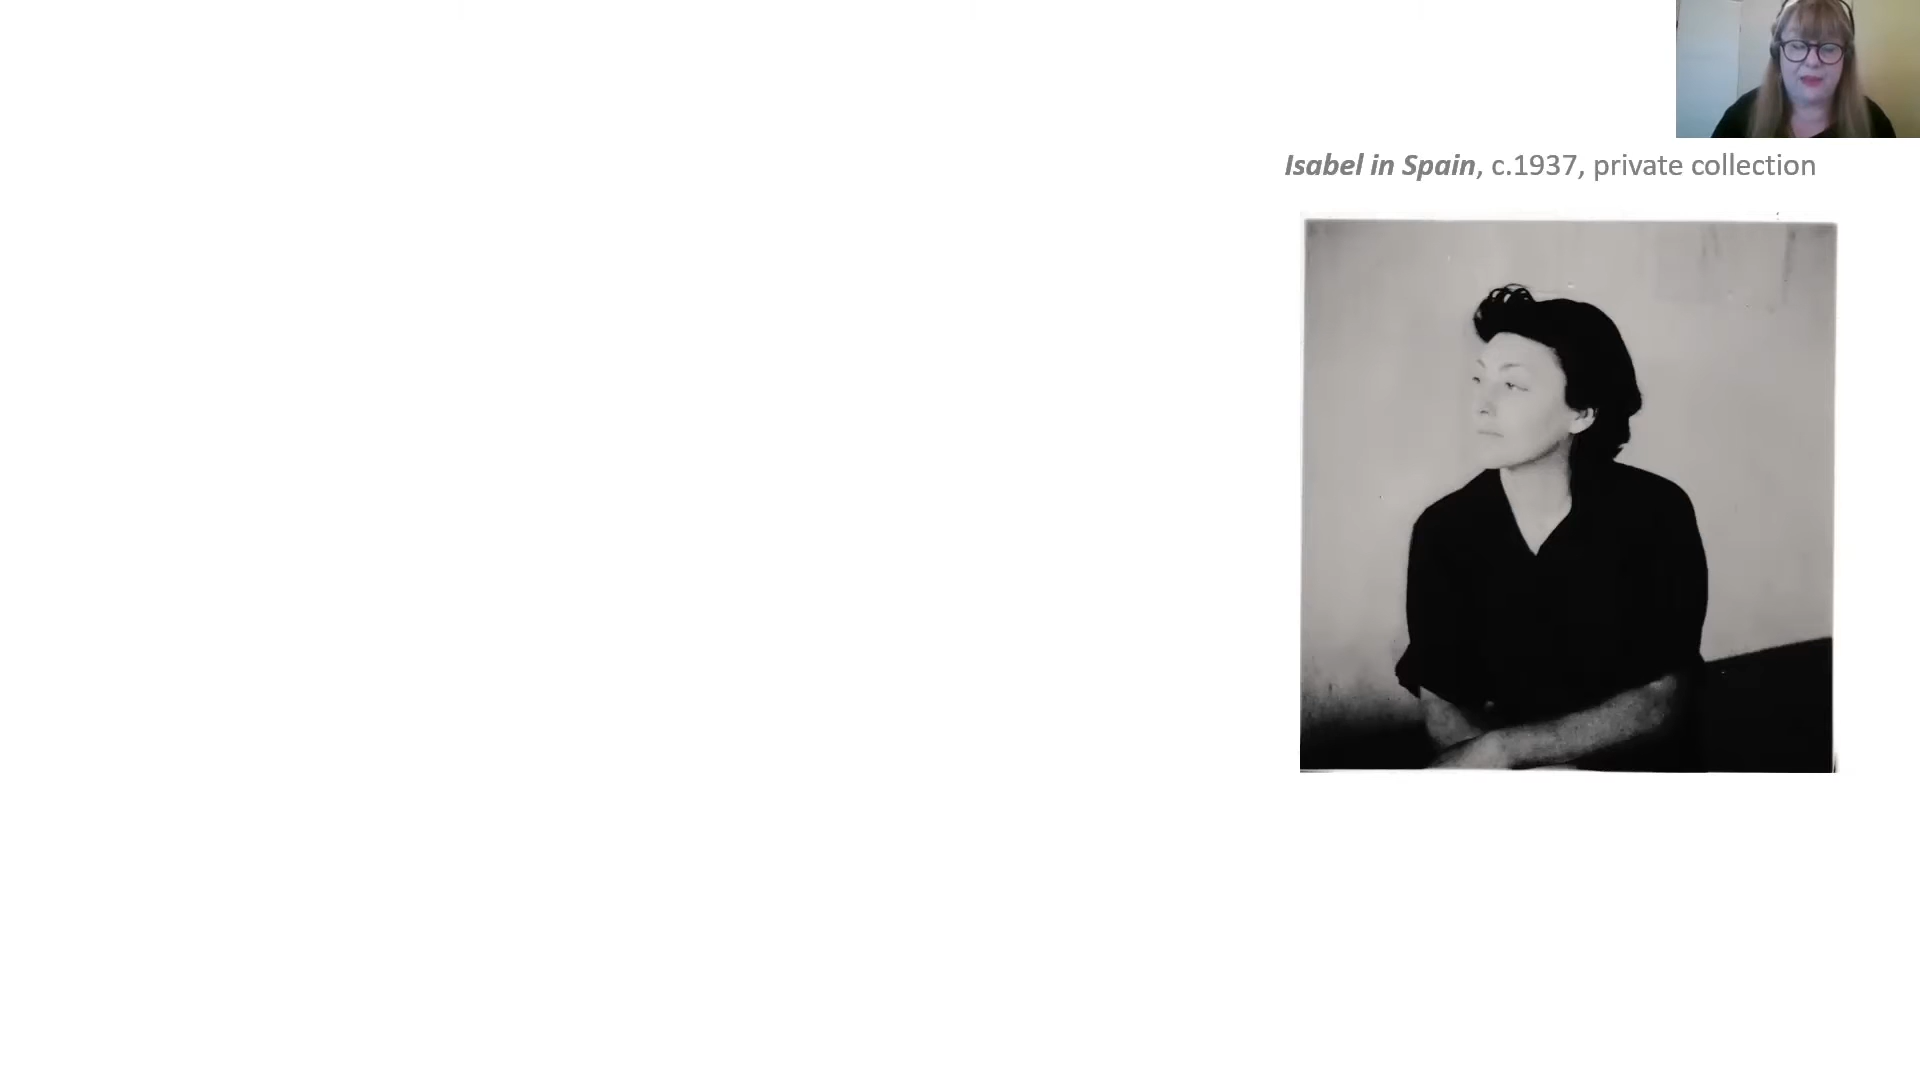 Isabel in Spain, c.1937, private collection